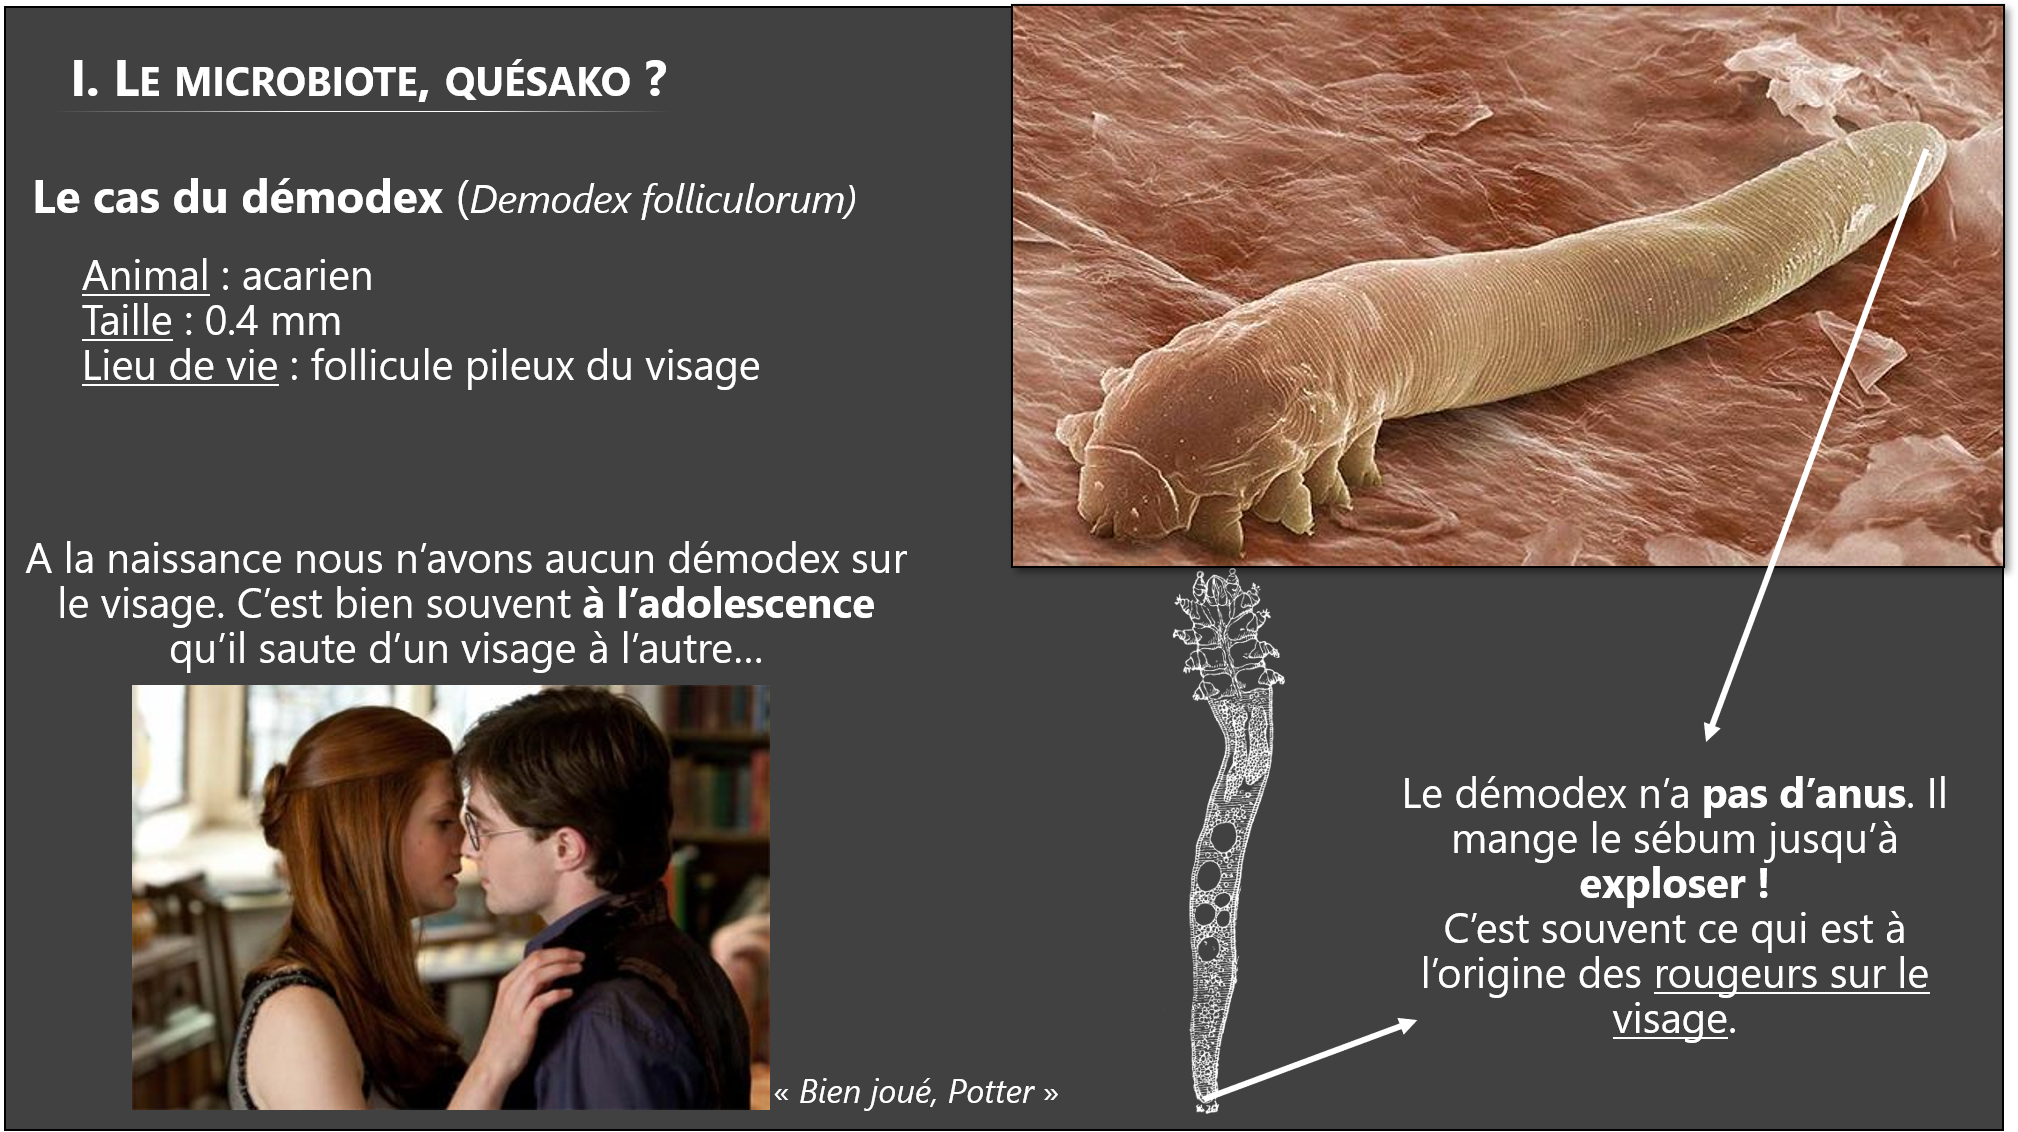 I. LE MICROBIOTE, QUÉSAKO ?
Le cas du démodex (Demodex folliculorum)
Animal : acarien
Taille : 0.4 mm
Lieu de vie : follicule pileux du visage
A la naissance nous n’avons aucun démodex sur
le visage. C’est bien souvent à l’adolescence
qu’il saute d’un visage à l’autre…
« Bien joué, Potter »
Le démodex n’a pas d’anus. Il
mange le sébum jusqu’à
exploser !
C’est souvent ce qui est à
l’origine des rougeurs sur le
visage.